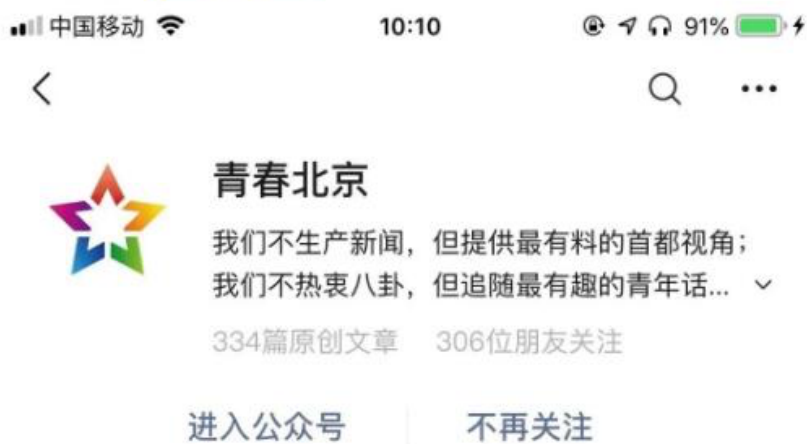 中国移动 10:10 91%
青春北京
我们不生产新闻，但提供最有料的首都视角；
我们不热衷八卦，但追随最有趣的青年话...
334篇原创文章 306位朋友关注
进入公众号 不再关注